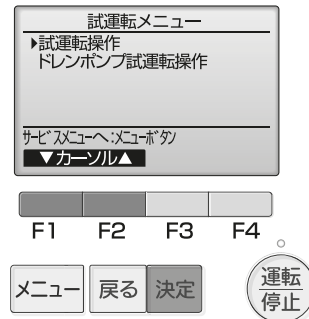 試運転メニュー
▶試運転操作
ドレンポンプ試運転操作
サービスメニューへ:メニューボタン
▼カーソル▲
F1 F2 F3 F4
メニュー 戻る 決定 運転
停止